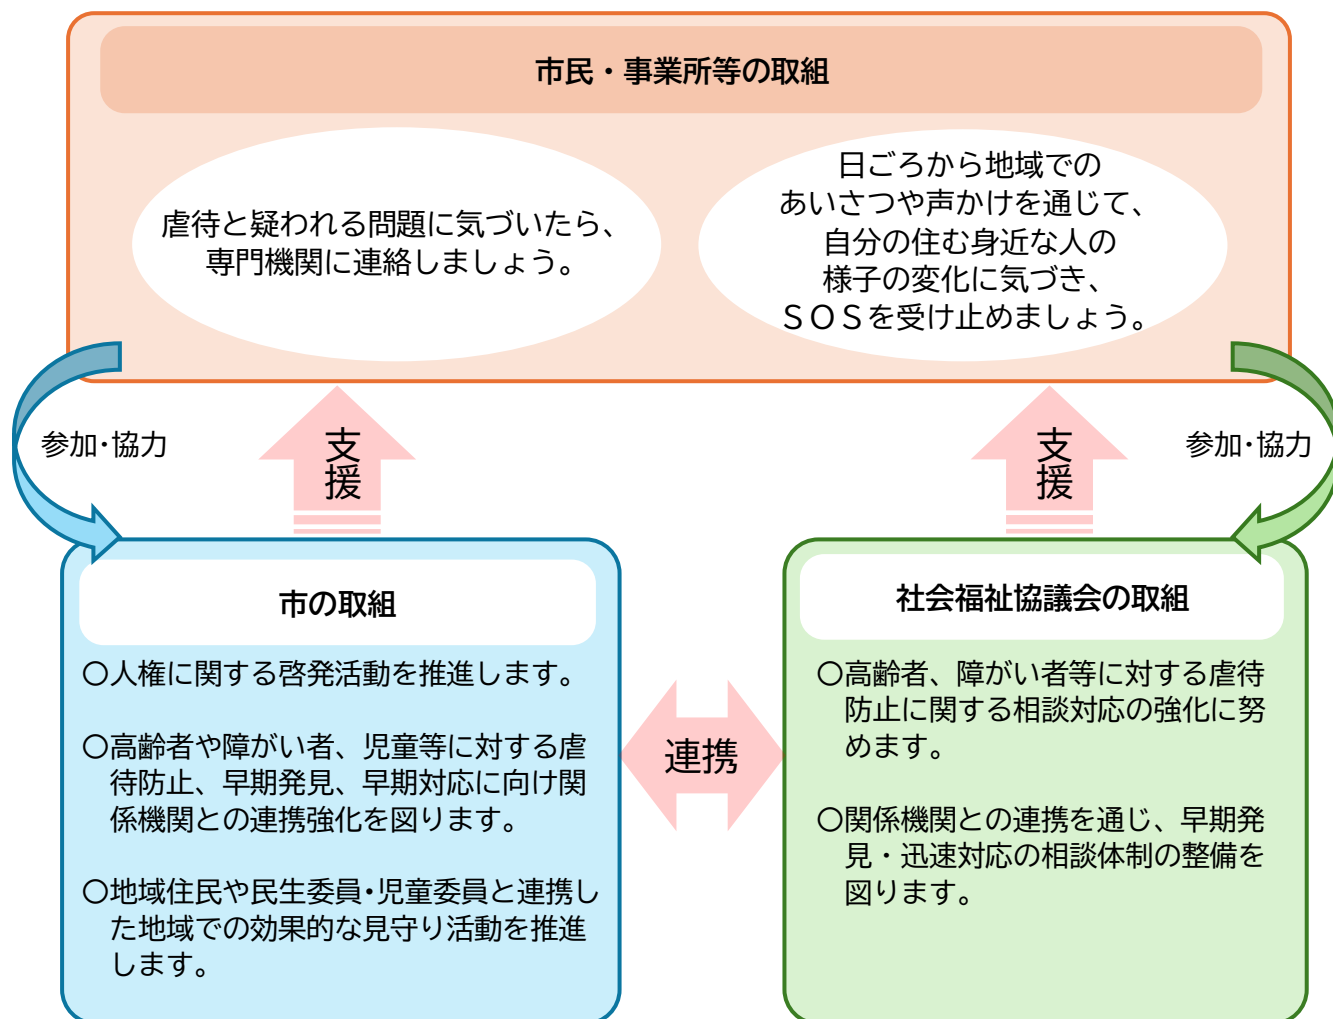 市民・事業所等の取組
虐待と疑われる問題に気づいたら、
専門機関に連絡しましょう。
日ごろから地域での
あいさつや声かけを通じて、
自分の住む身近な人の
様子の変化に気づき、
ＳＯＳを受け止めましょう。
参加・協力
支援
支援
参加・協力
市の取組
〇人権に関する啓発活動を推進します。
〇高齢者や障がい者、児童等に対する虐
待防止、早期発見、早期対応に向け関
係機関との連携強化を図ります。
〇地域住民や民生委員・児童委員と連携し
た地域での効果的な見守り活動を推進
します。
連携
社会福祉協議会の取組
〇高齢者、障がい者等に対する虐待
防止に関する相談対応の強化に努
めます。
〇関係機関との連携を通じ、早期発
見・迅速対応の相談体制の整備を
図ります。